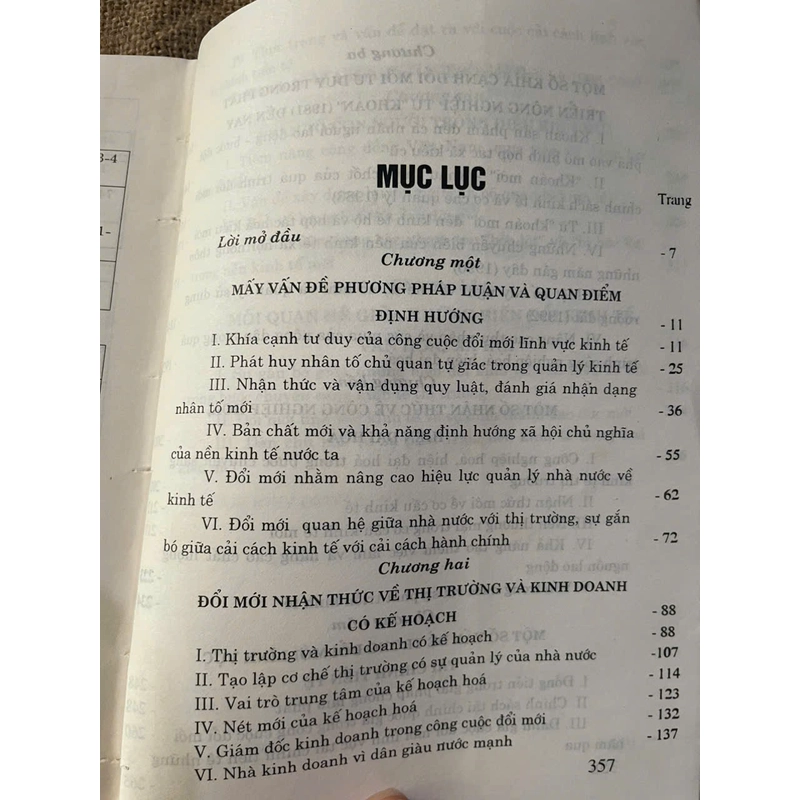 MỤC LỤC
Trang
Lời mở đầu - 7
Chương một
MẤY VẤN ĐỀ PHƯƠNG PHÁP LUẬN VÀ QUAN ĐIỂM
ĐỊNH HƯỚNG - 11
I. Khía cạnh tư duy của công cuộc đổi mới lĩnh vực kinh tế - 11
II. Phát huy nhân tố chủ quan tự giác trong quản lý kinh tế - 25
III. Nhận thức và vận dụng quy luật, đánh giá nhận dạng
nhân tố mới - 36
IV. Bản chất mới và khả năng định hướng xã hội chủ nghĩa
của nền kinh tế nước ta - 55
V. Đổi mới nhằm nâng cao hiệu lực quản lý nhà nước về
kinh tế - 62
VI. Đổi mới quan hệ giữa nhà nước với thị trường, sự gắn
bó giữa cải cách kinh tế với cải cách hành chính - 72
Chương hai
ĐỔI MỚI NHẬN THỨC VỀ THỊ TRƯỜNG VÀ KINH DOANH
CÓ KẾ HOẠCH - 88
I. Thị trường và kinh doanh có kế hoạch - 88
II. Tạo lập cơ chế thị trường có sự quản lý của nhà nước -107
III. Vai trò trung tâm của kế hoạch hoá - 114
IV. Nét mới của kế hoạch hoá - 123
V. Giám đốc kinh doanh trong công cuộc đổi mới - 132
VI. Nhà kinh doanh vì dân giàu nước mạnh - 137
357